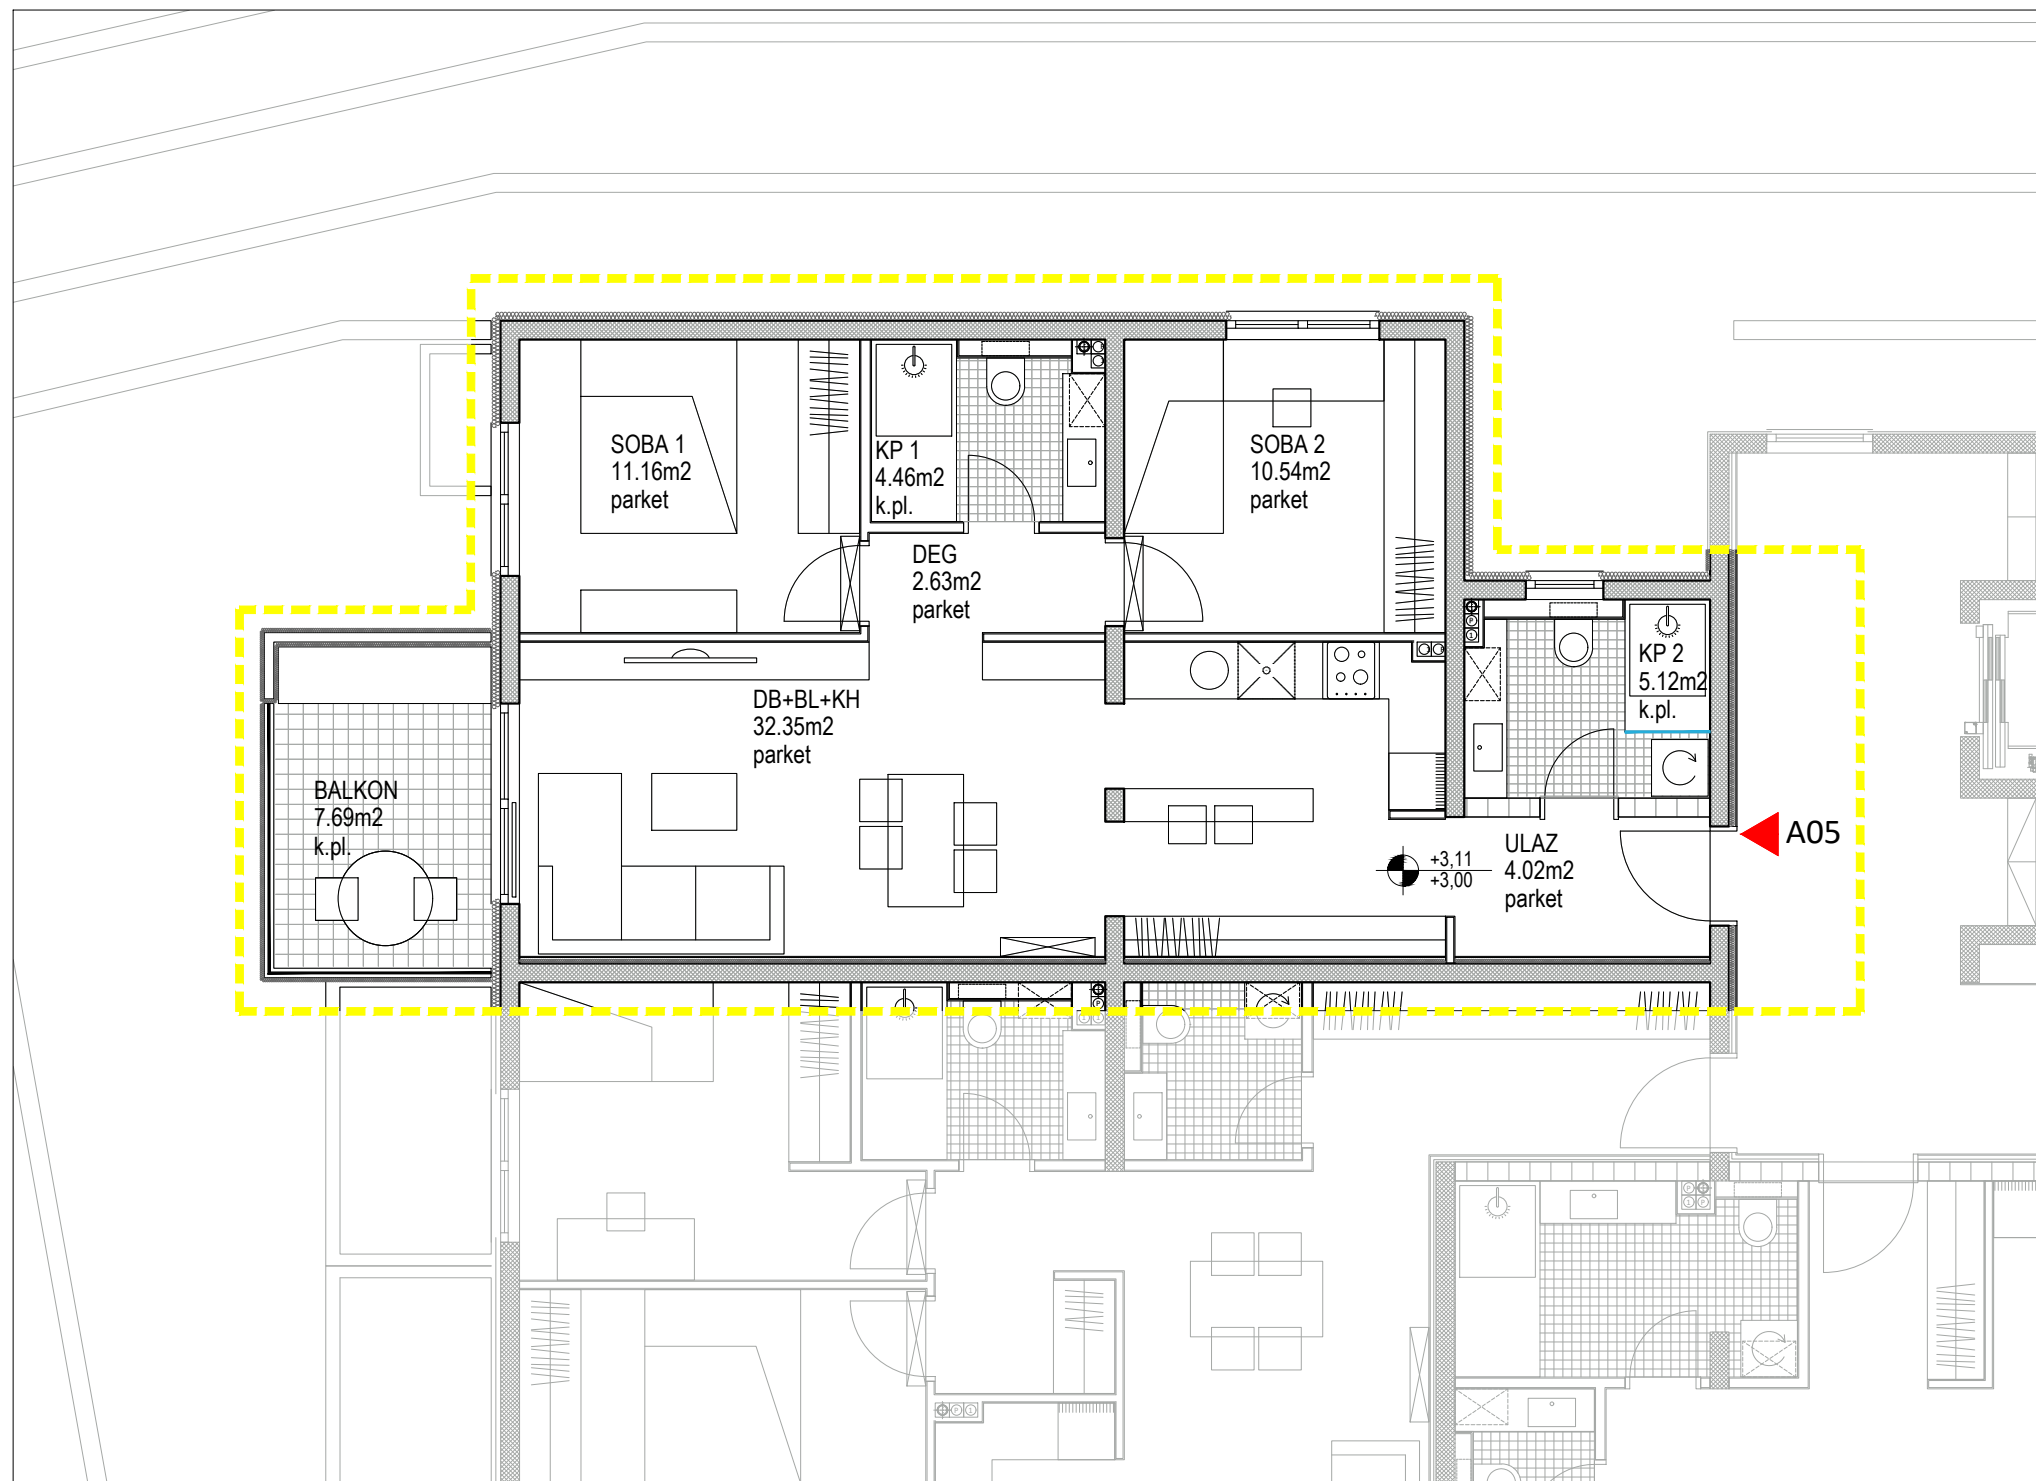 SOBA 1
11.16m2
parket
KP 1
4.46m2
k.pl.
SOBA 2
10.54m2
parket
DEG
2.63m2
parket
KP 2
5.12m2
k.pl.
DB+BL+KH
32.35m2
parket
BALKON
7.69m2
k.pl.
ULAZ
4.02m2
parket
+3,11
+3,00
A05